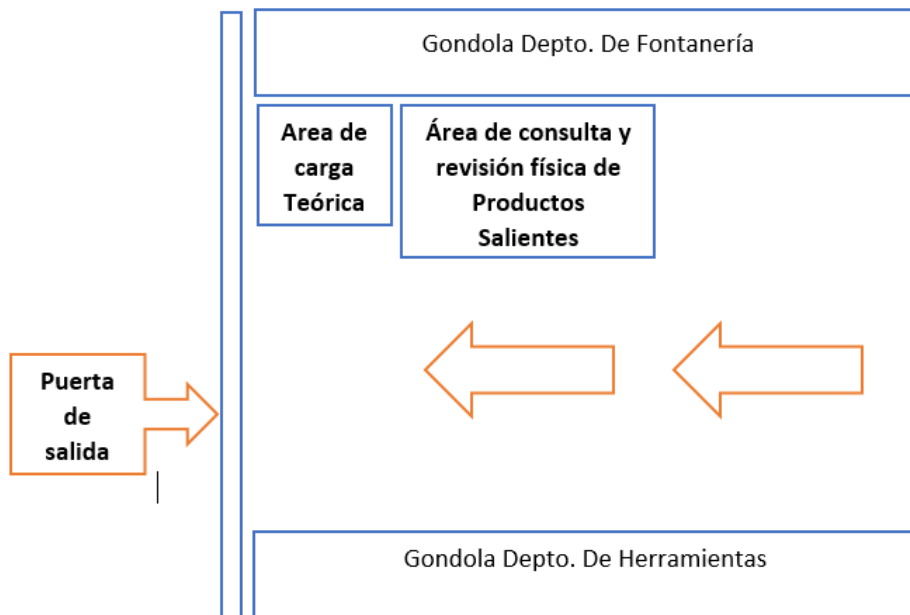 Gondola Depto. De Fontanería
Area de
carga
Teórica
Área de consulta y
revisión física de
Productos
Salientes
Puerta
de
salida
Gondola Depto. De Herramientas